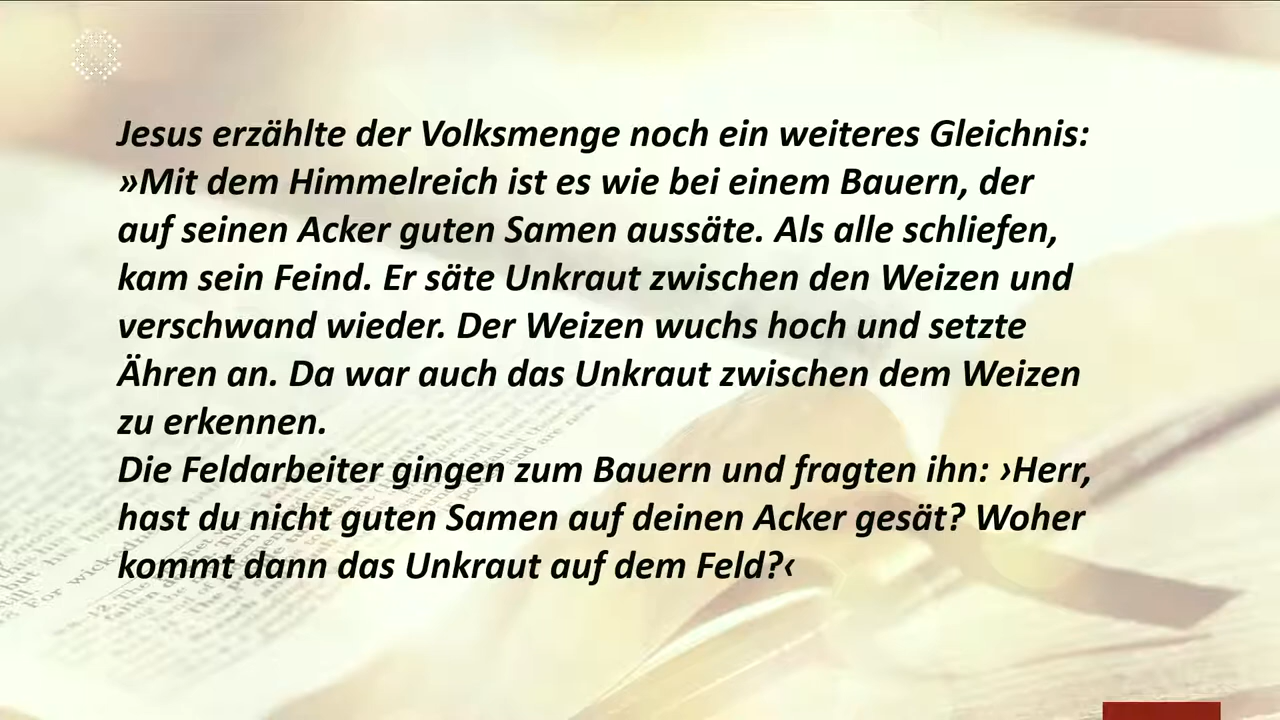 Jesus erzählte der Volksmenge noch ein weiteres Gleichnis:
»Mit dem Himmelreich ist es wie bei einem Bauern, der
auf seinen Acker guten Samen aussäte. Als alle schliefen,
kam sein Feind. Er säte Unkraut zwischen den Weizen und
verschwand wieder. Der Weizen wuchs hoch und setzte
Ähren an. Da war auch das Unkraut zwischen dem Weizen
zu erkennen.
Die Feldarbeiter gingen zum Bauern und fragten ihn: ›Herr,
hast du nicht guten Samen auf deinen Acker gesät? Woher
kommt dann das Unkraut auf dem Feld?‹